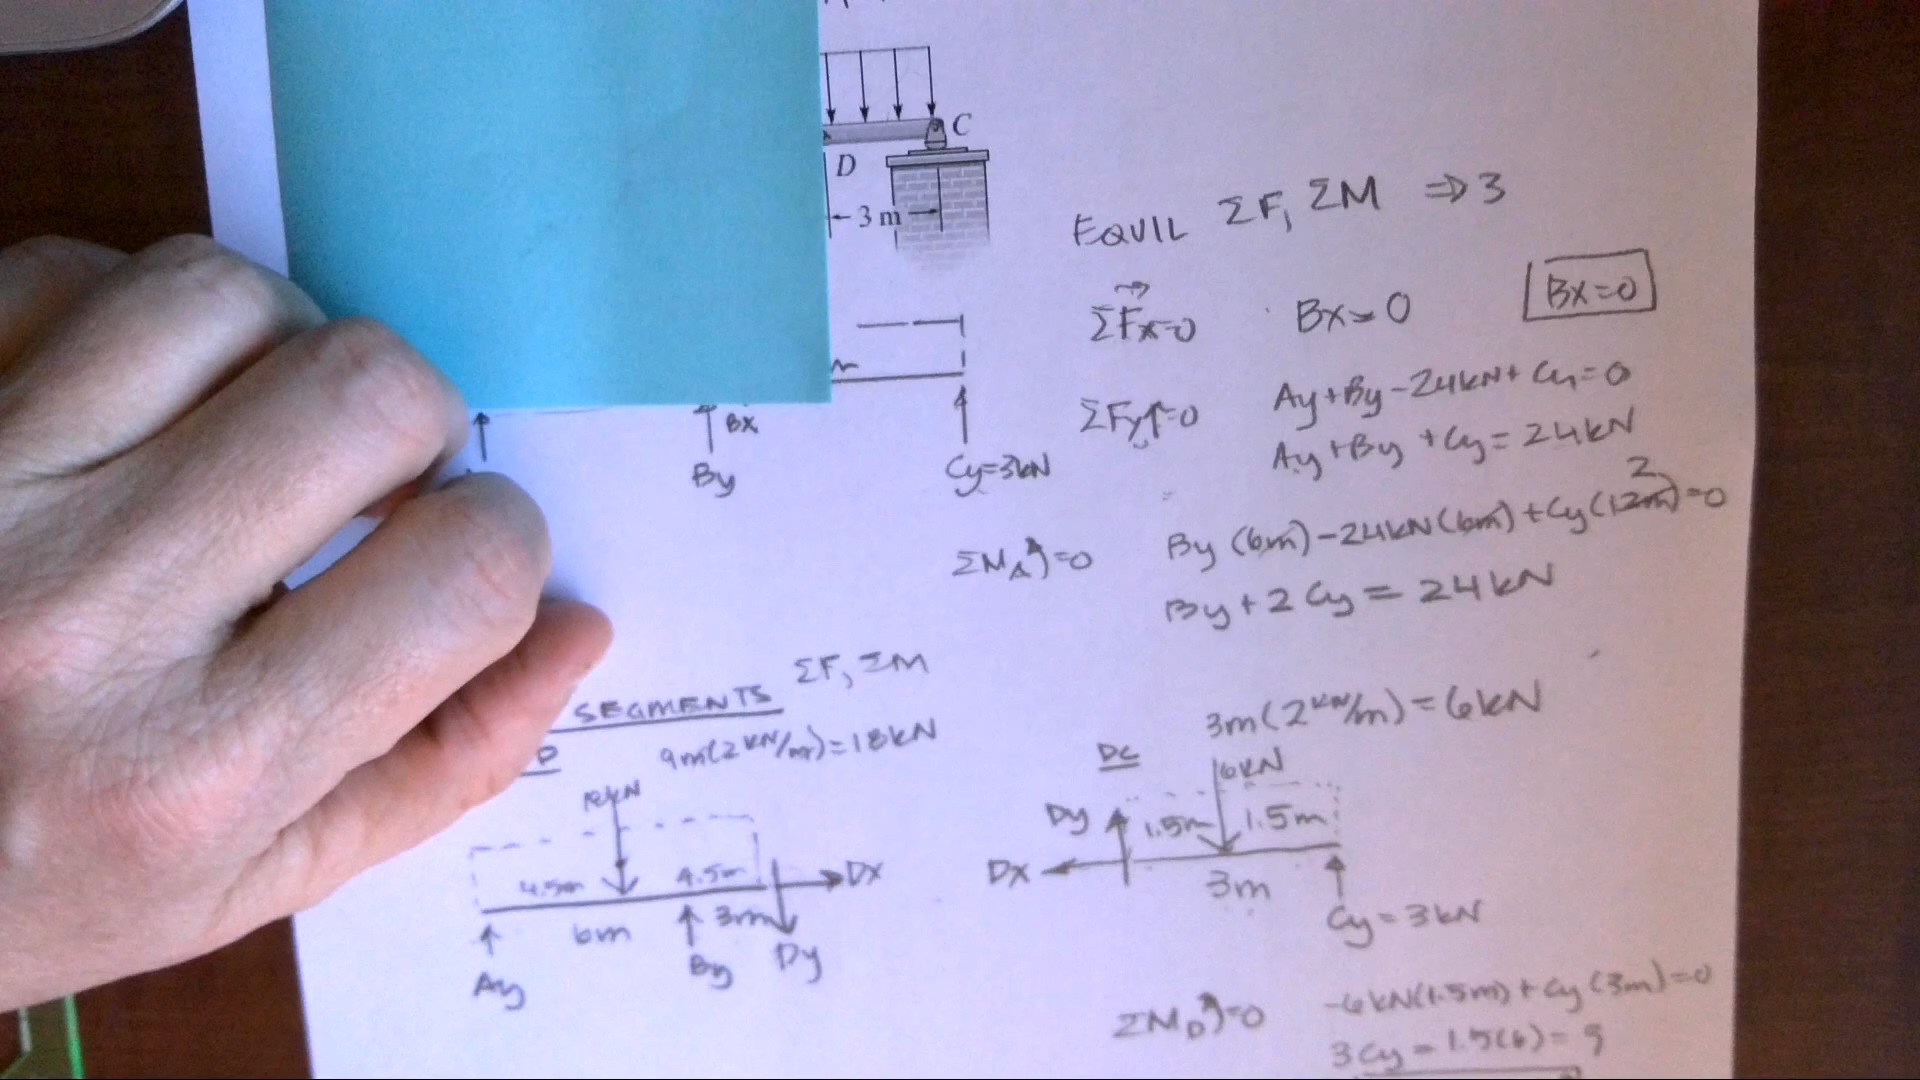 C
D
3 m
EQUIL ΣF, ΣM ⇒ 3
ΣFx=0 Bx=0 Bx=0
ΣFy↑=0 Ay+By-24kN+Cy=0
Ay+By+Cy=24kN
Bx
By
Cy=3kN
2
ΣMA=0 By(6m)-24kN(6m)+Cy(12m)=0
By+2Cy=24kN
SEGMENTS ΣF, ΣM
D 9m(2kN/m)=18kN
18kN
4.5m 4.5m Dx
6m 3m
Ay By Dy
3m(2kN/m)=6kN
DC 6kN
Dy 1.5m 1.5m
Dx 3m
Cy=3kN
ΣMD=0 -6kN(1.5m)+Cy(3m)=0
3Cy=1.5(6)=9